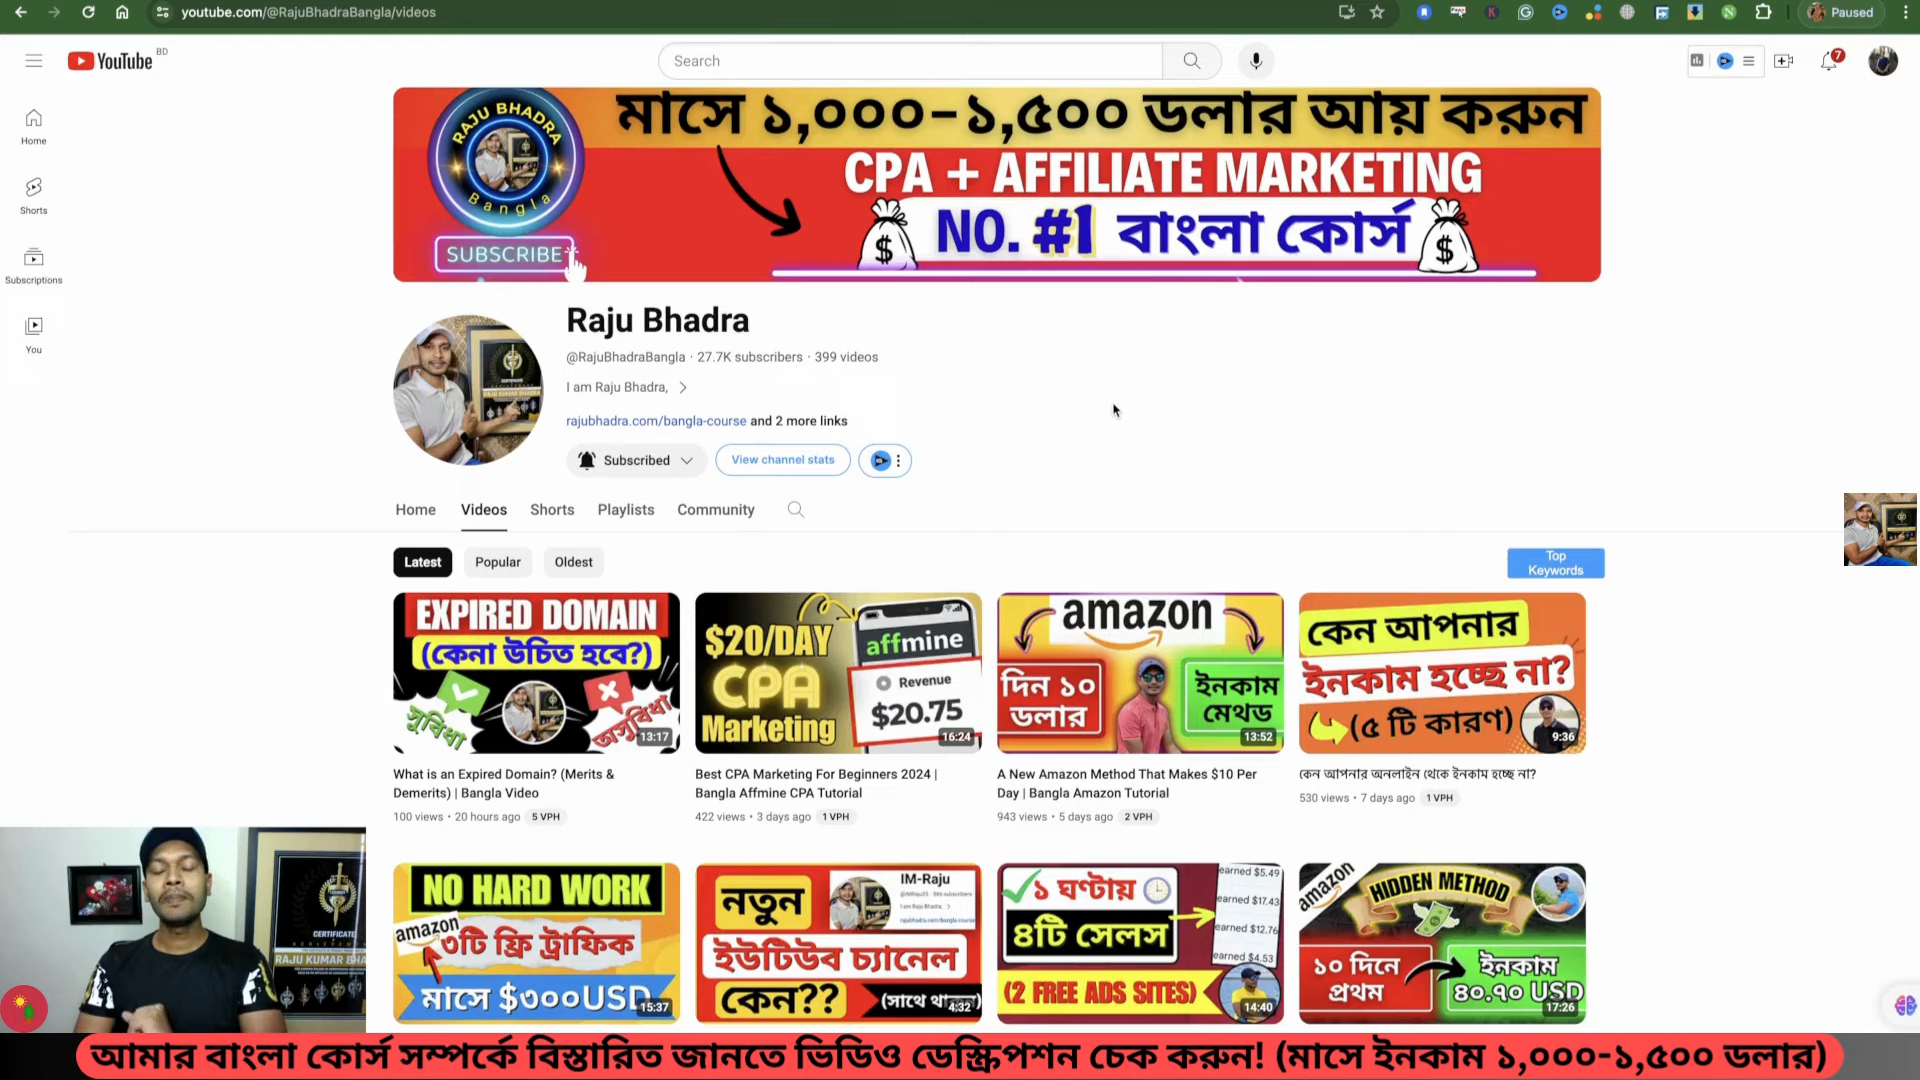 youtube.com/@RajuBhadraBangla/videos
Paused
YouTube BD
Search
7
Home
Shorts
Subscriptions
You
RAJU BHADRA
Bangla
SUBSCRIBE
মাসে ১,০০০-১,৫০০ ডলার আয় করুন
CPA + AFFILIATE MARKETING
NO. #1 বাংলা কোর্স
$ $
Raju Bhadra
@RajuBhadraBangla · 27.7K subscribers · 399 videos
I am Raju Bhadra,
rajubhadra.com/bangla-course and 2 more links
Subscribed
View channel stats
Home Videos Shorts Playlists Community
Latest Popular Oldest
Top
Keywords
EXPIRED DOMAIN
(কেনা উচিত হবে?)
সুবিধা
অসুবিধা
13:17
What is an Expired Domain? (Merits &
Demerits) | Bangla Video
100 views • 20 hours ago 5 VPH
$20/DAY
CPA
Marketing
affmine
Revenue
$20.75
16:24
Best CPA Marketing For Beginners 2024 |
Bangla Affmine CPA Tutorial
422 views • 3 days ago 1 VPH
amazon
দিন ১০
ডলার
ইনকাম
মেথড
13:52
A New Amazon Method That Makes $10 Per
Day | Bangla Amazon Tutorial
943 views • 5 days ago 2 VPH
কেন আপনার
ইনকাম হচ্ছে না?
(৫ টি কারণ)
9:36
কেন আপনার অনলাইন থেকে ইনকাম হচ্ছে না?
530 views • 7 days ago 1 VPH
NO HARD WORK
amazon
৩টি ফ্রি ট্রাফিক
মাসে $৩০০USD
15:37
নতুন
IM-Raju
I am Raju Bhadra,
rajubhadra.com/bangla-course
ইউটিউব চ্যানেল
কেন??
4:32
১ ঘণ্টায়
৪টি সেলস
(2 FREE ADS SITES)
earned $5.49
earned $17.43
earned $12.76
earned $4.53
14:40
amazon
HIDDEN METHOD
১০ দিনে
প্রথম
ইনকাম
৪০.৭০ USD
17:26
CERTIFICATE
RAJU KUMAR BHA
আমার বাংলা কোর্স সম্পর্কে বিস্তারিত জানতে ভিডিও ডেস্ক্রিপশন চেক করুন! (মাসে ইনকাম ১,০০০-১,৫০০ ডলার)